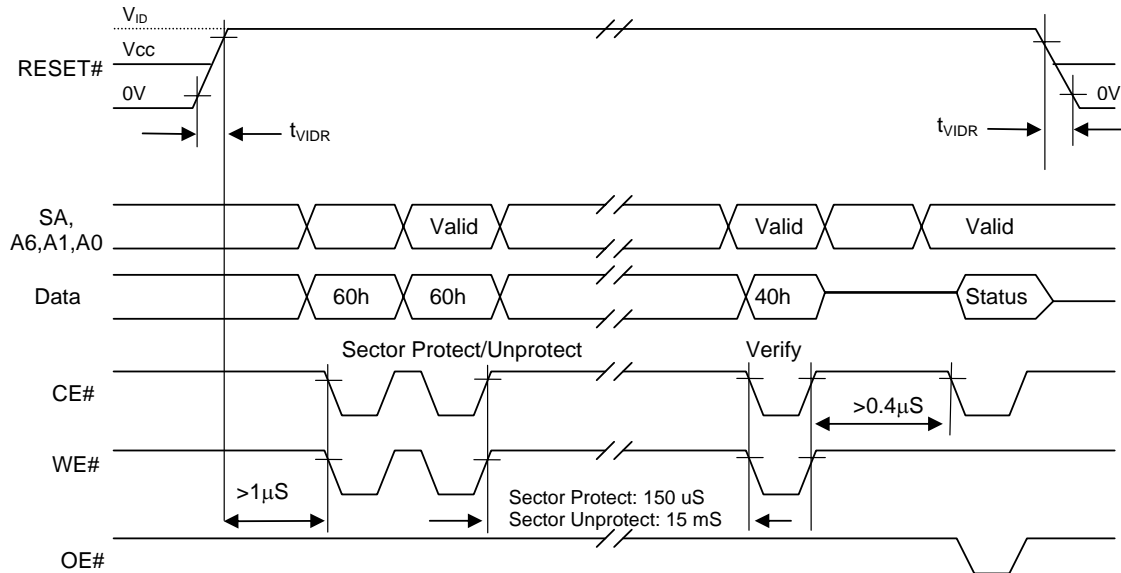 VID
Vcc
RESET#
0V
0V
tVIDR
tVIDR
SA,
A6,A1,A0
Valid
Valid
Valid
Data
60h
60h
40h
Status
Sector Protect/Unprotect
Verify
CE#
>0.4μS
WE#
>1μS
Sector Protect: 150 uS
Sector Unprotect: 15 mS
OE#